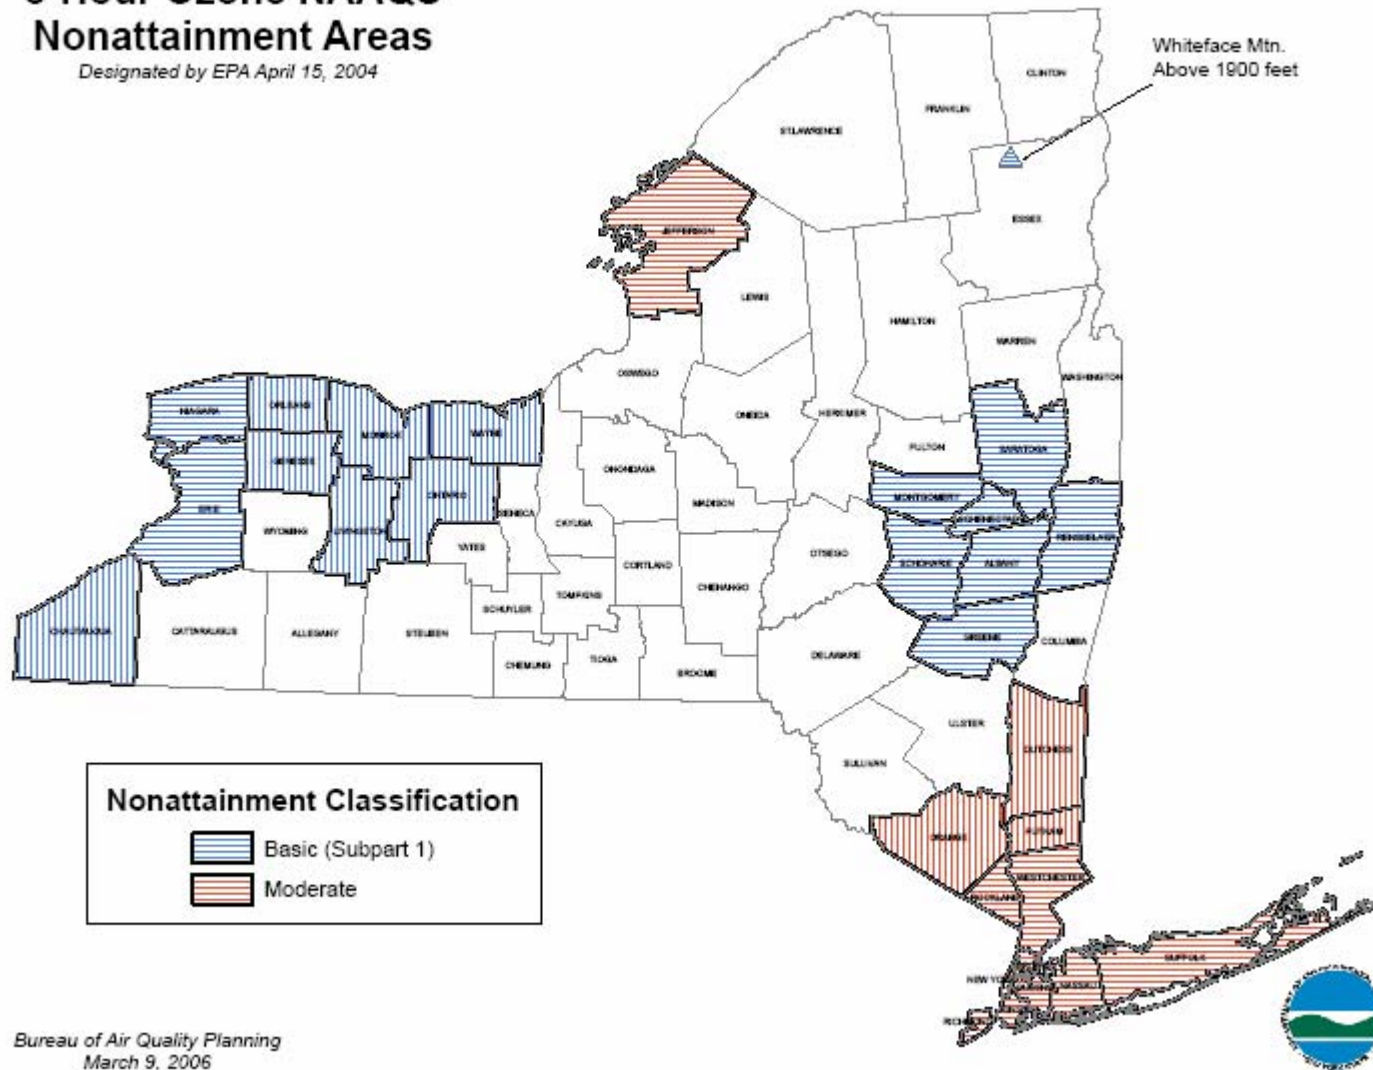 Nonattainment Areas
Designated by EPA April 15, 2004
Whiteface Mtn.
Above 1900 feet
CLINTON
FRANKLIN
ST.LAWRENCE
ESSEX
JEFFERSON
LEWIS
HAMILTON
WARREN
WASHINGTON
OSWEGO
ONEIDA
HERKIMER
FULTON
SARATOGA
NIAGARA
ORLEANS
MONROE
WAYNE
GENESEE
ONTARIO
ONONDAGA
MADISON
MONTGOMERY
SCHENECTADY
RENSSELAER
ERIE
WYOMING
LIVINGSTON
SENECA
CAYUGA
YATES
CORTLAND
CHENANGO
OTSEGO
SCHOHARIE
ALBANY
CHAUTAUQUA
CATTARAUGUS
ALLEGANY
STEUBEN
SCHUYLER
TOMPKINS
CHEMUNG
TIOGA
BROOME
DELAWARE
GREENE
COLUMBIA
ULSTER
SULLIVAN
DUTCHESS
ORANGE
PUTNAM
WESTCHESTER
ROCKLAND
SUFFOLK
NASSAU
NEW YO
RICHM
Nonattainment Classification
Basic (Subpart 1)
Moderate
Bureau of Air Quality Planning
March 9, 2006